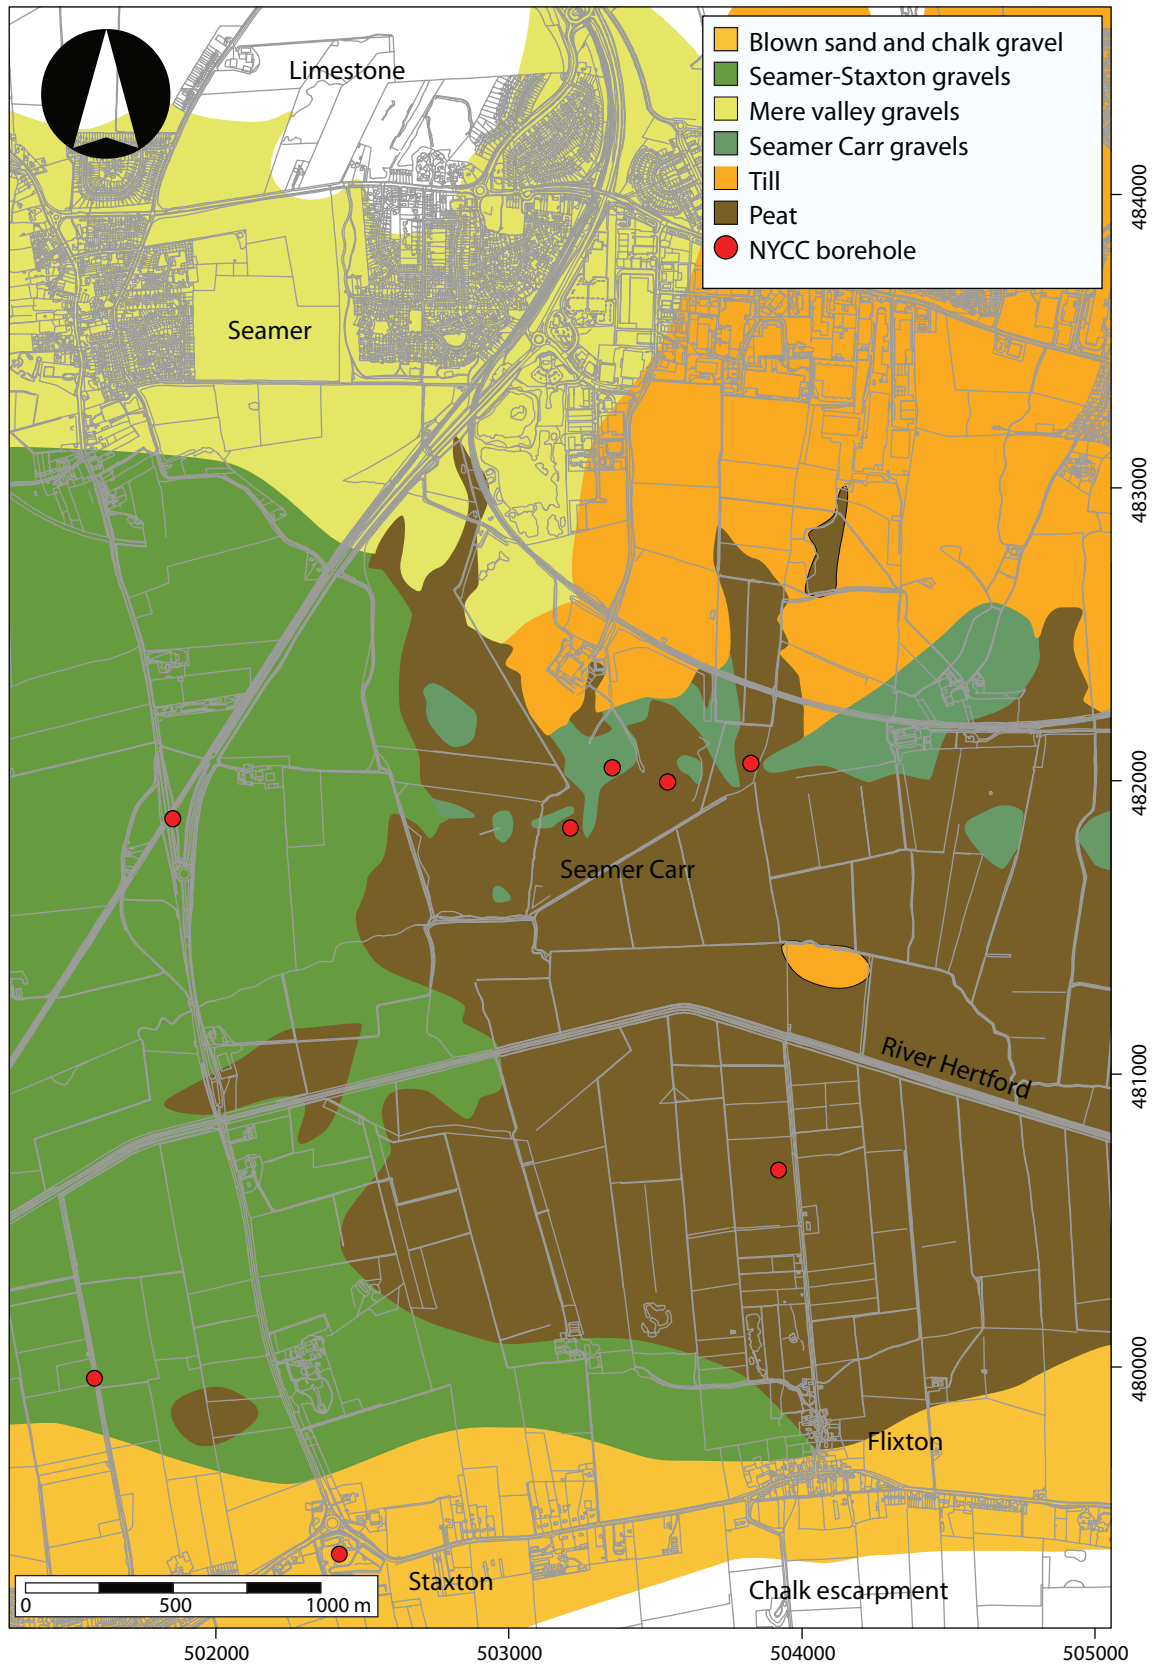 Limestone
Blown sand and chalk gravel
Seamer-Staxton gravels
Mere valley gravels
Seamer Carr gravels
Till
Peat
NYCC borehole
484000
Seamer
483000
482000
Seamer Carr
River Hertford
481000
480000
Flixton
Staxton
Chalk escarpment
0 500 1000 m
502000 503000 504000 505000